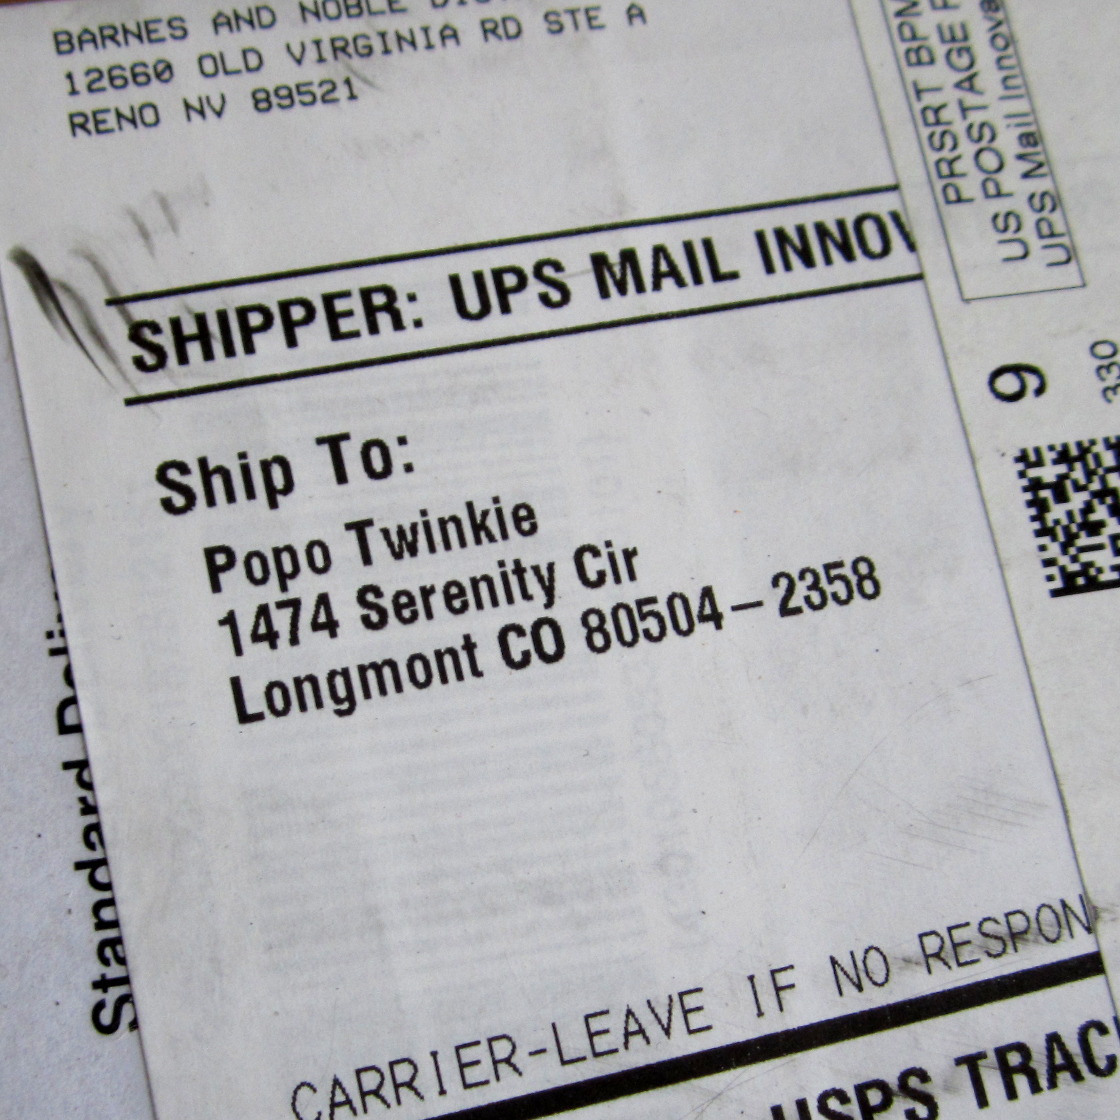 BARNES AND NOBLE
12660 OLD VIRGINIA RD STE A
RENO NV 89521
PRSRT BPM
US POSTAGE
UPS Mail Innova
SHIPPER: UPS MAIL INNOV
9
330
Ship To:
Popo Twinkie
1474 Serenity Cir
Longmont CO 80504-2358
Standard
CARRIER-LEAVE IF NO RESPON
USPS TRAC